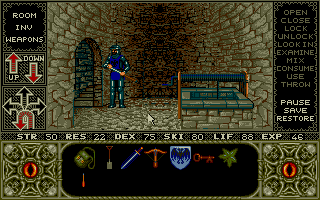 ROOM
INV
WEAPONS
UP
DOWN
OPEN
CLOSE
LOCK
UNLOCK
LOOK IN
EXAMINE
MIX
CONSUME
USE
THROW
PAUSE
SAVE
RESTORE
STR 50 RES 22 DEX 75 SKI 80 LIF 88 EXP 46